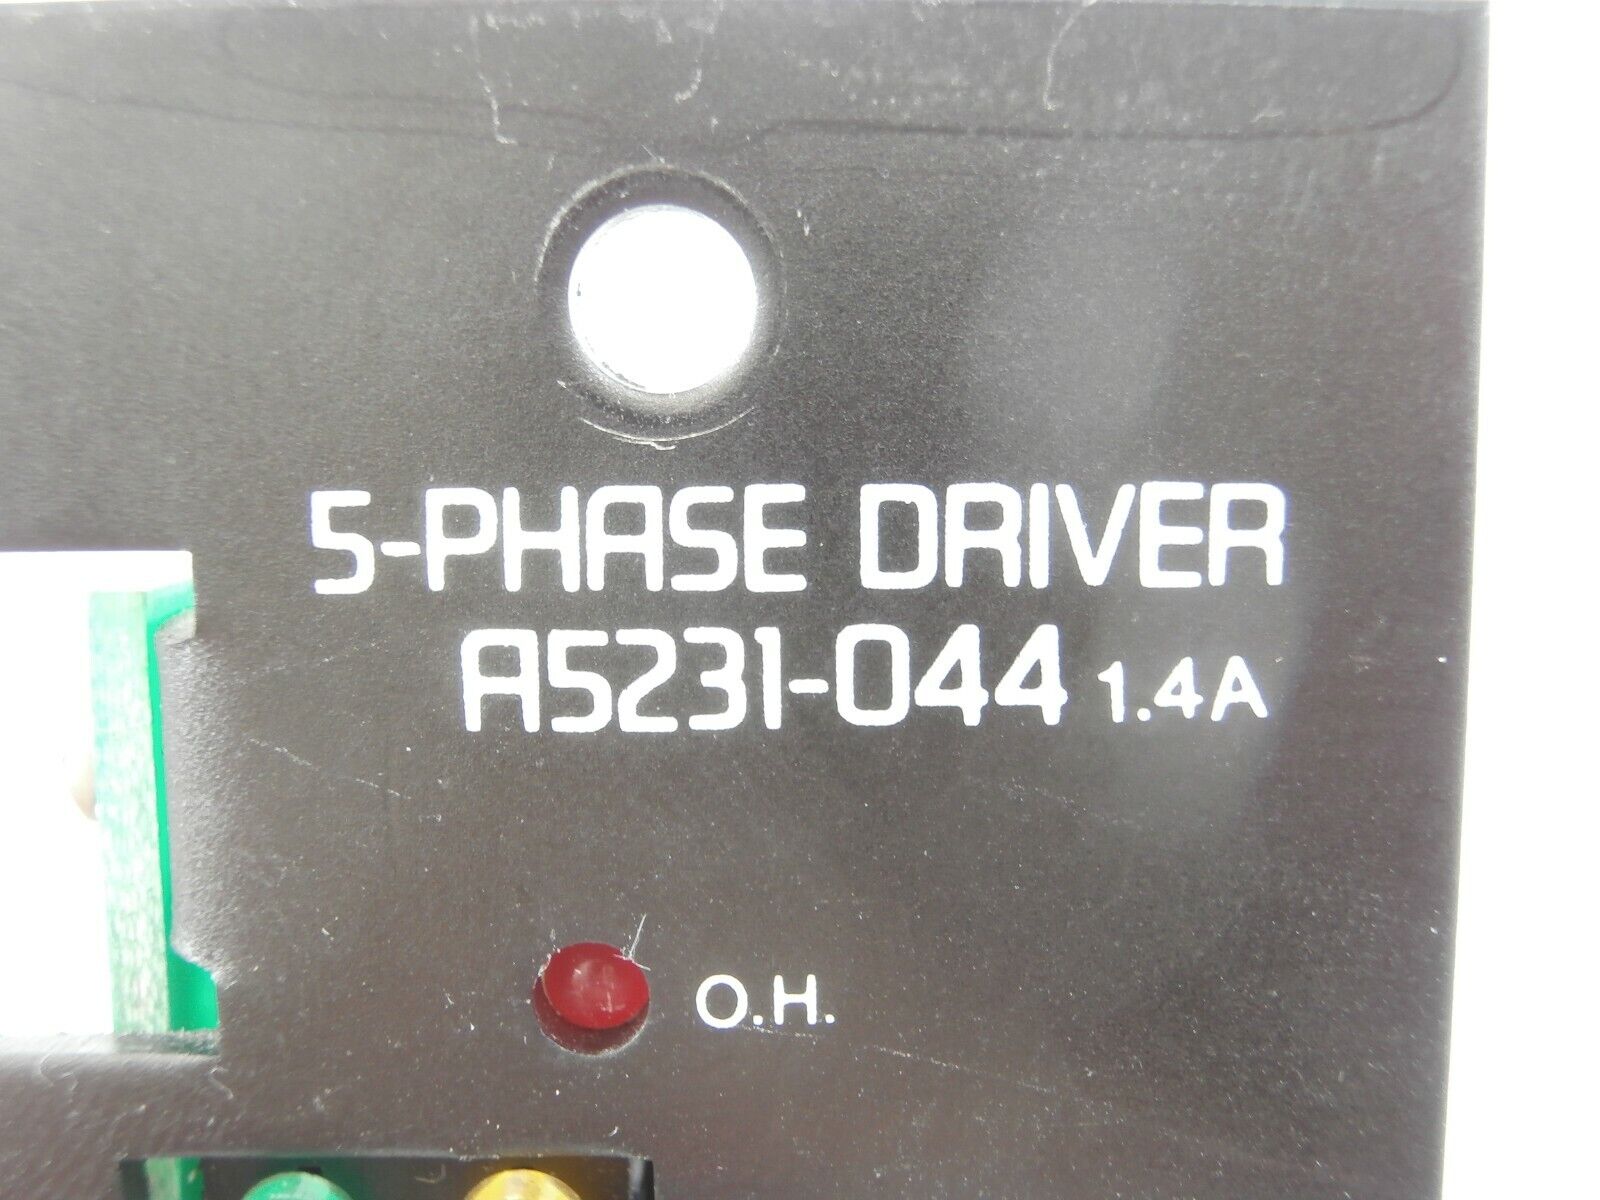 5-PHASE DRIVER
A5231-044 1.4A
O.H.